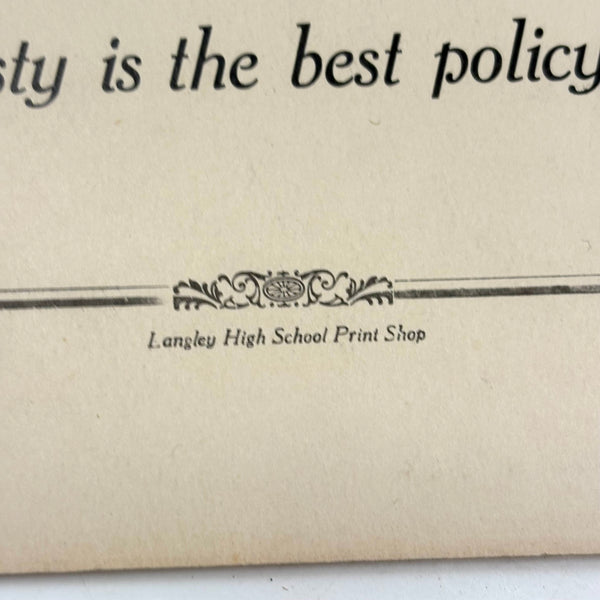 sty is the best policy
Langley High School Print Shop